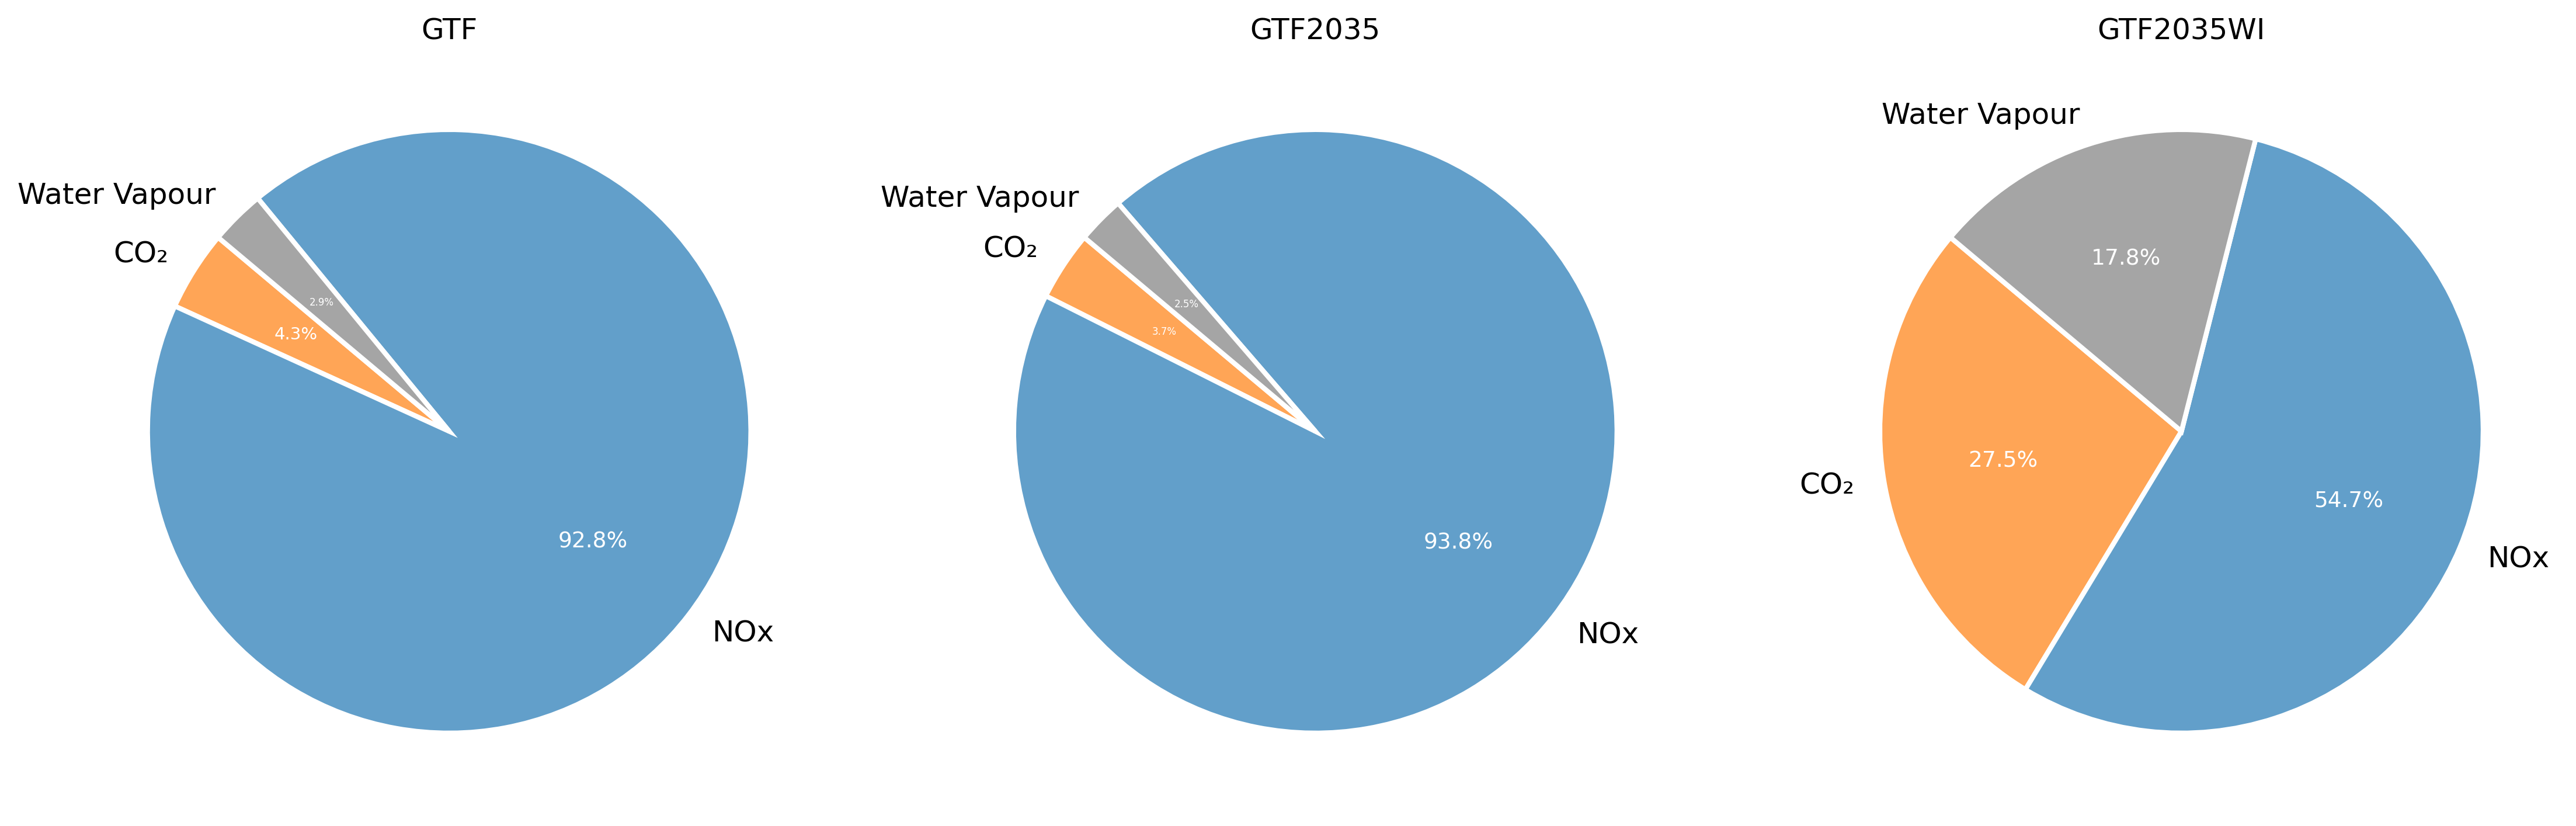 GTF
Water Vapour
CO₂
2.9%
4.3%
92.8%
NOx
GTF2035
Water Vapour
CO₂
2.5%
3.7%
93.8%
NOx
GTF2035WI
Water Vapour
17.8%
27.5%
CO₂
54.7%
NOx